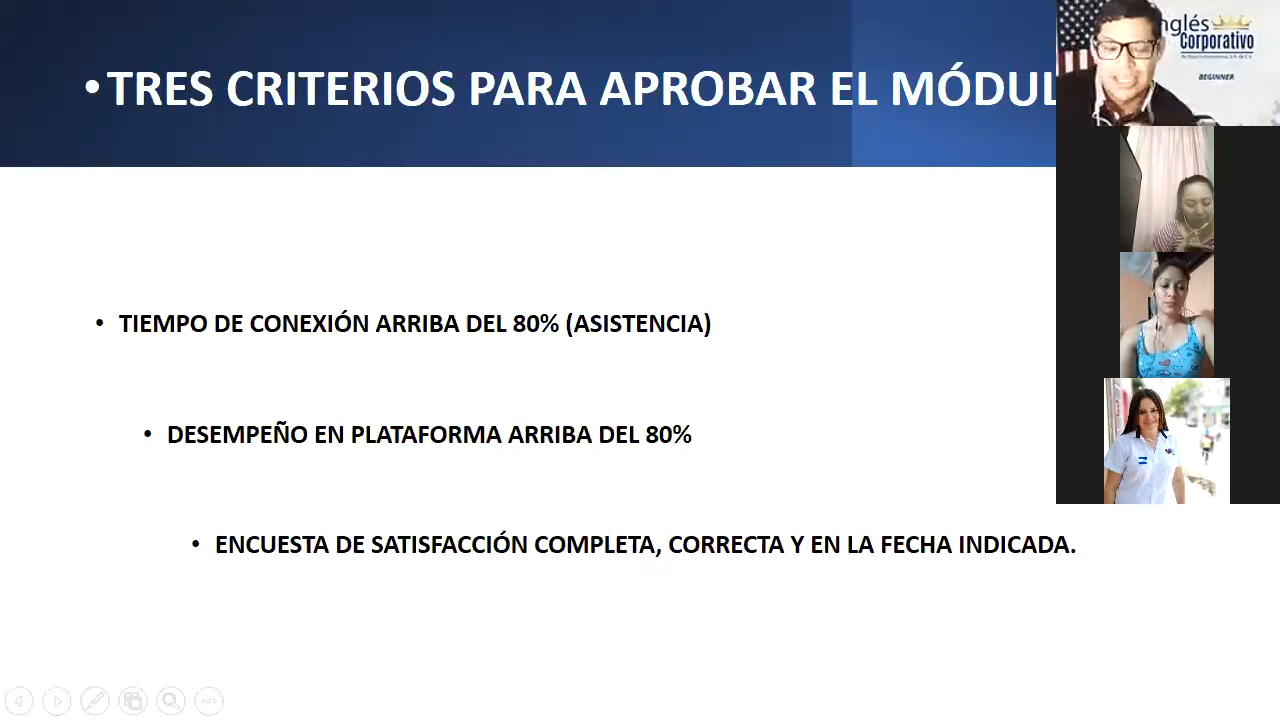 •TRES CRITERIOS PARA APROBAR EL MÓDUL
nglés
Corporativo
BEGINNER
• TIEMPO DE CONEXIÓN ARRIBA DEL 80% (ASISTENCIA)
• DESEMPEÑO EN PLATAFORMA ARRIBA DEL 80%
• ENCUESTA DE SATISFACCIÓN COMPLETA, CORRECTA Y EN LA FECHA INDICADA.